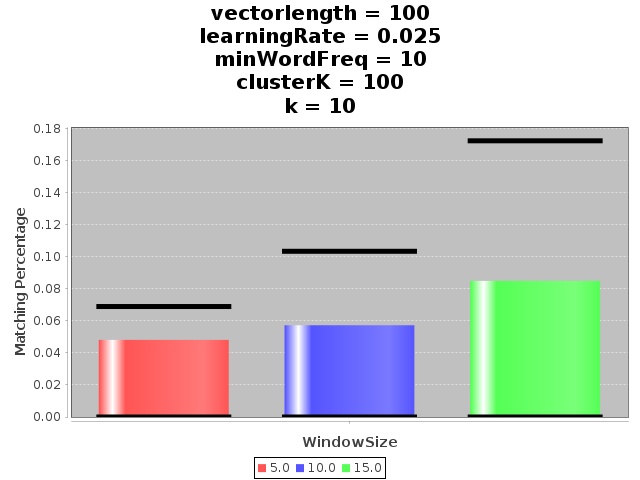 vectorlength = 100
learningRate = 0.025
minWordFreq = 10
clusterK = 100
k = 10
Matching Percentage
0.18
0.16
0.14
0.12
0.10
0.08
0.06
0.04
0.02
0.00
WindowSize
5.0 10.0 15.0